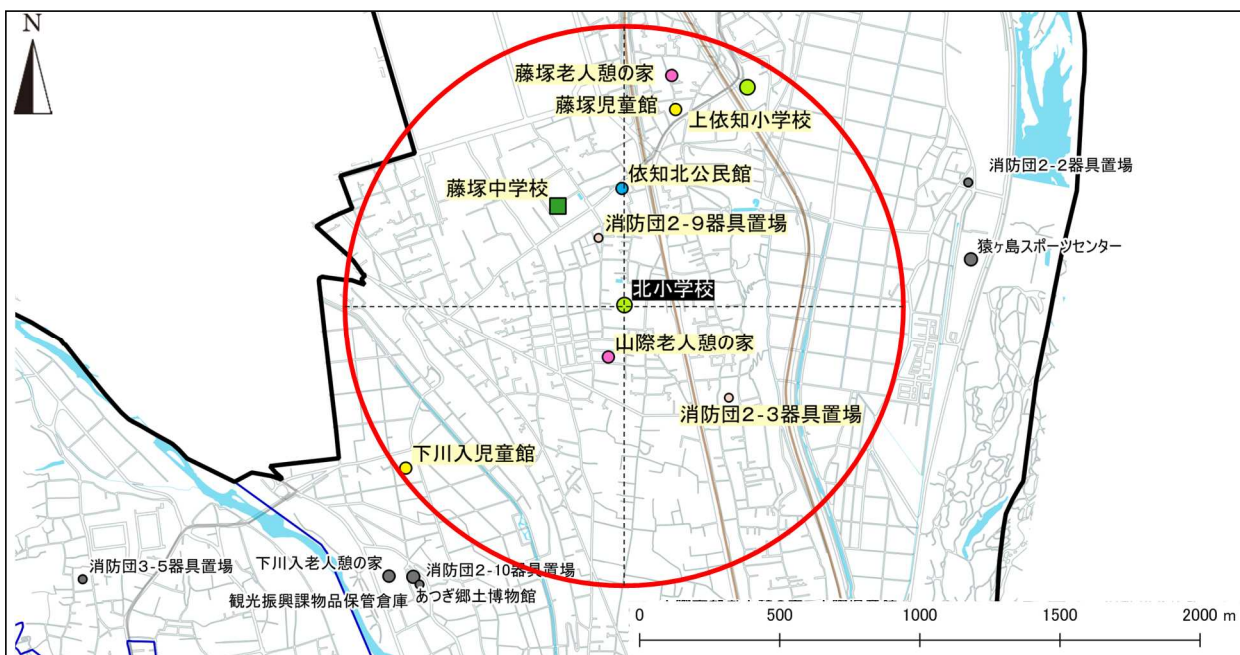 N
藤塚老人憩の家
藤塚児童館
上依知小学校
依知北公民館
藤塚中学校
消防団2-9器具置場
消防団2-2器具置場
猿ヶ島スポーツセンター
北小学校
山際老人憩の家
消防団2-3器具置場
下川入児童館
消防団3-5器具置場
下川入老人憩の家
消防団2-10器具置場
あつぎ郷土博物館
観光振興課物品保管倉庫
0 500 1000 1500 2000 m